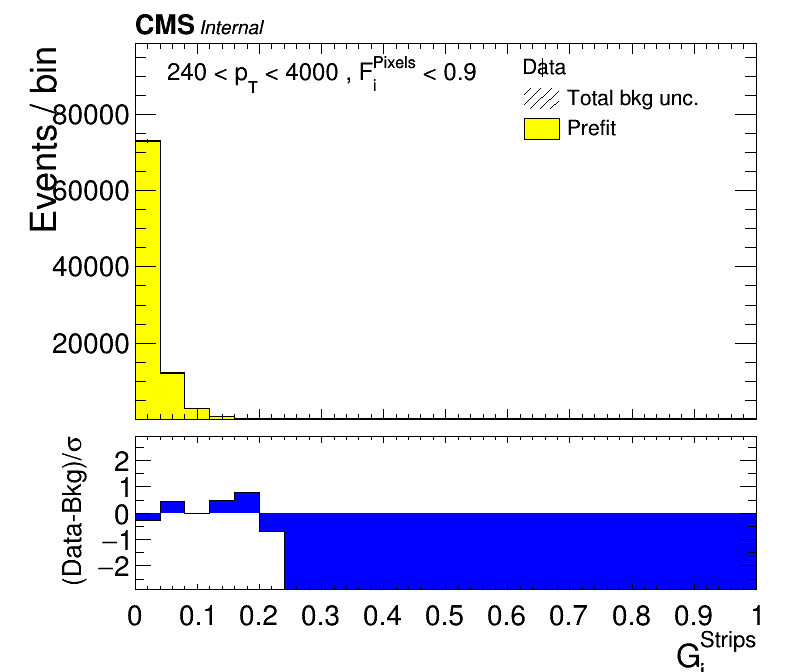 CMS Internal
240 < p_T < 4000 , F_i^Pixels < 0.9
Data
Total bkg unc.
Prefit
Events / bin
80000
60000
40000
20000
(Data-Bkg)/σ
2
1
0
−1
−2
0 0.1 0.2 0.3 0.4 0.5 0.6 0.7 0.8 0.9 1
G_i^Strips